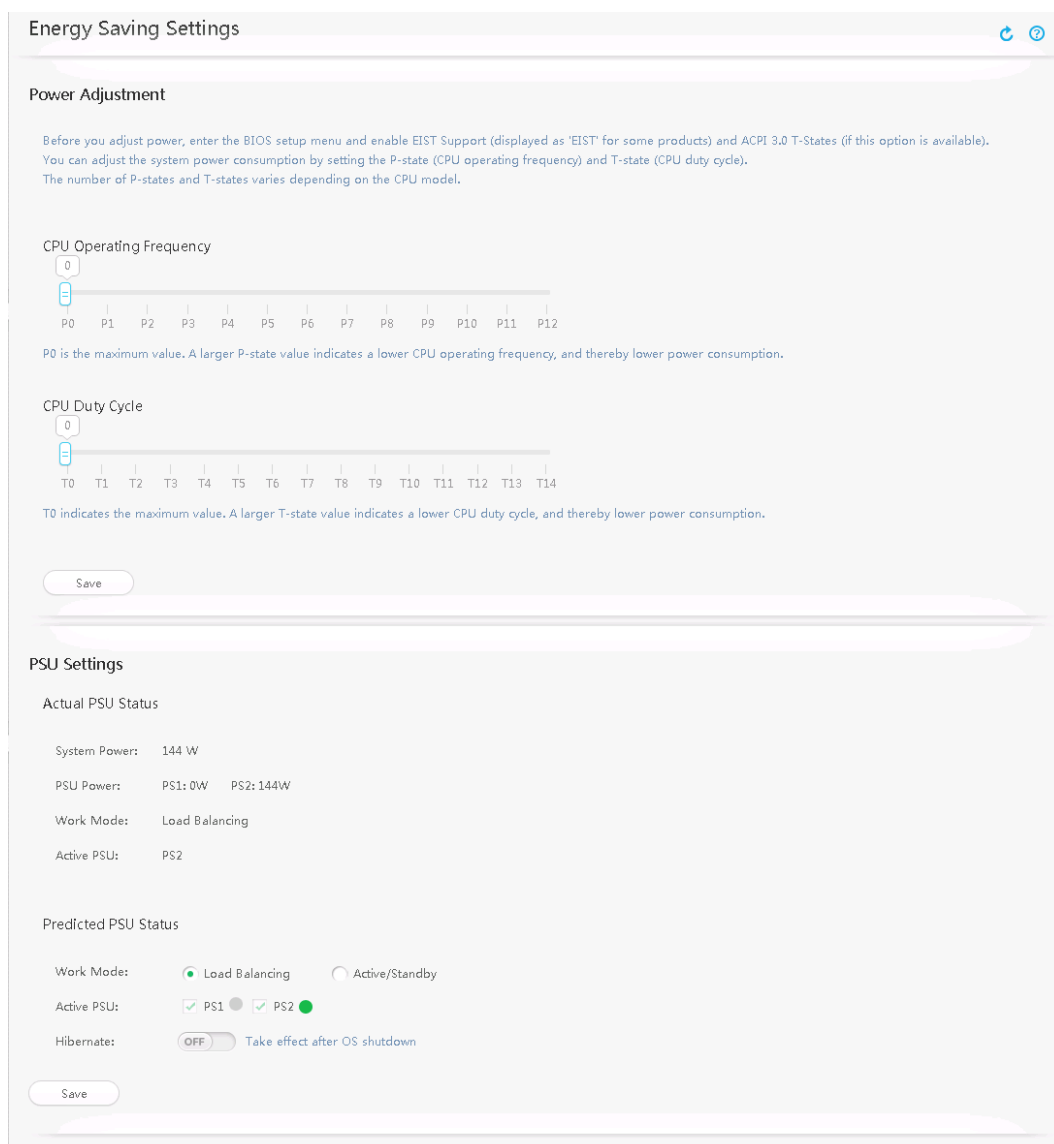 Energy Saving Settings
Power Adjustment
Before you adjust power, enter the BIOS setup menu and enable EIST Support (displayed as 'EIST' for some products) and ACPI 3.0 T-States (if this option is available).
You can adjust the system power consumption by setting the P-state (CPU operating frequency) and T-state (CPU duty cycle).
The number of P-states and T-states varies depending on the CPU model.
CPU Operating Frequency
0
P0 P1 P2 P3 P4 P5 P6 P7 P8 P9 P10 P11 P12
P0 is the maximum value. A larger P-state value indicates a lower CPU operating frequency, and thereby lower power consumption.
CPU Duty Cycle
0
T0 T1 T2 T3 T4 T5 T6 T7 T8 T9 T10 T11 T12 T13 T14
T0 indicates the maximum value. A larger T-state value indicates a lower CPU duty cycle, and thereby lower power consumption.
Save
PSU Settings
Actual PSU Status
System Power: 144 W
PSU Power: PS1: 0W PS2: 144W
Work Mode: Load Balancing
Active PSU: PS2
Predicted PSU Status
Work Mode: Load Balancing Active/Standby
Active PSU: PS1 PS2
Hibernate: OFF Take effect after OS shutdown
Save